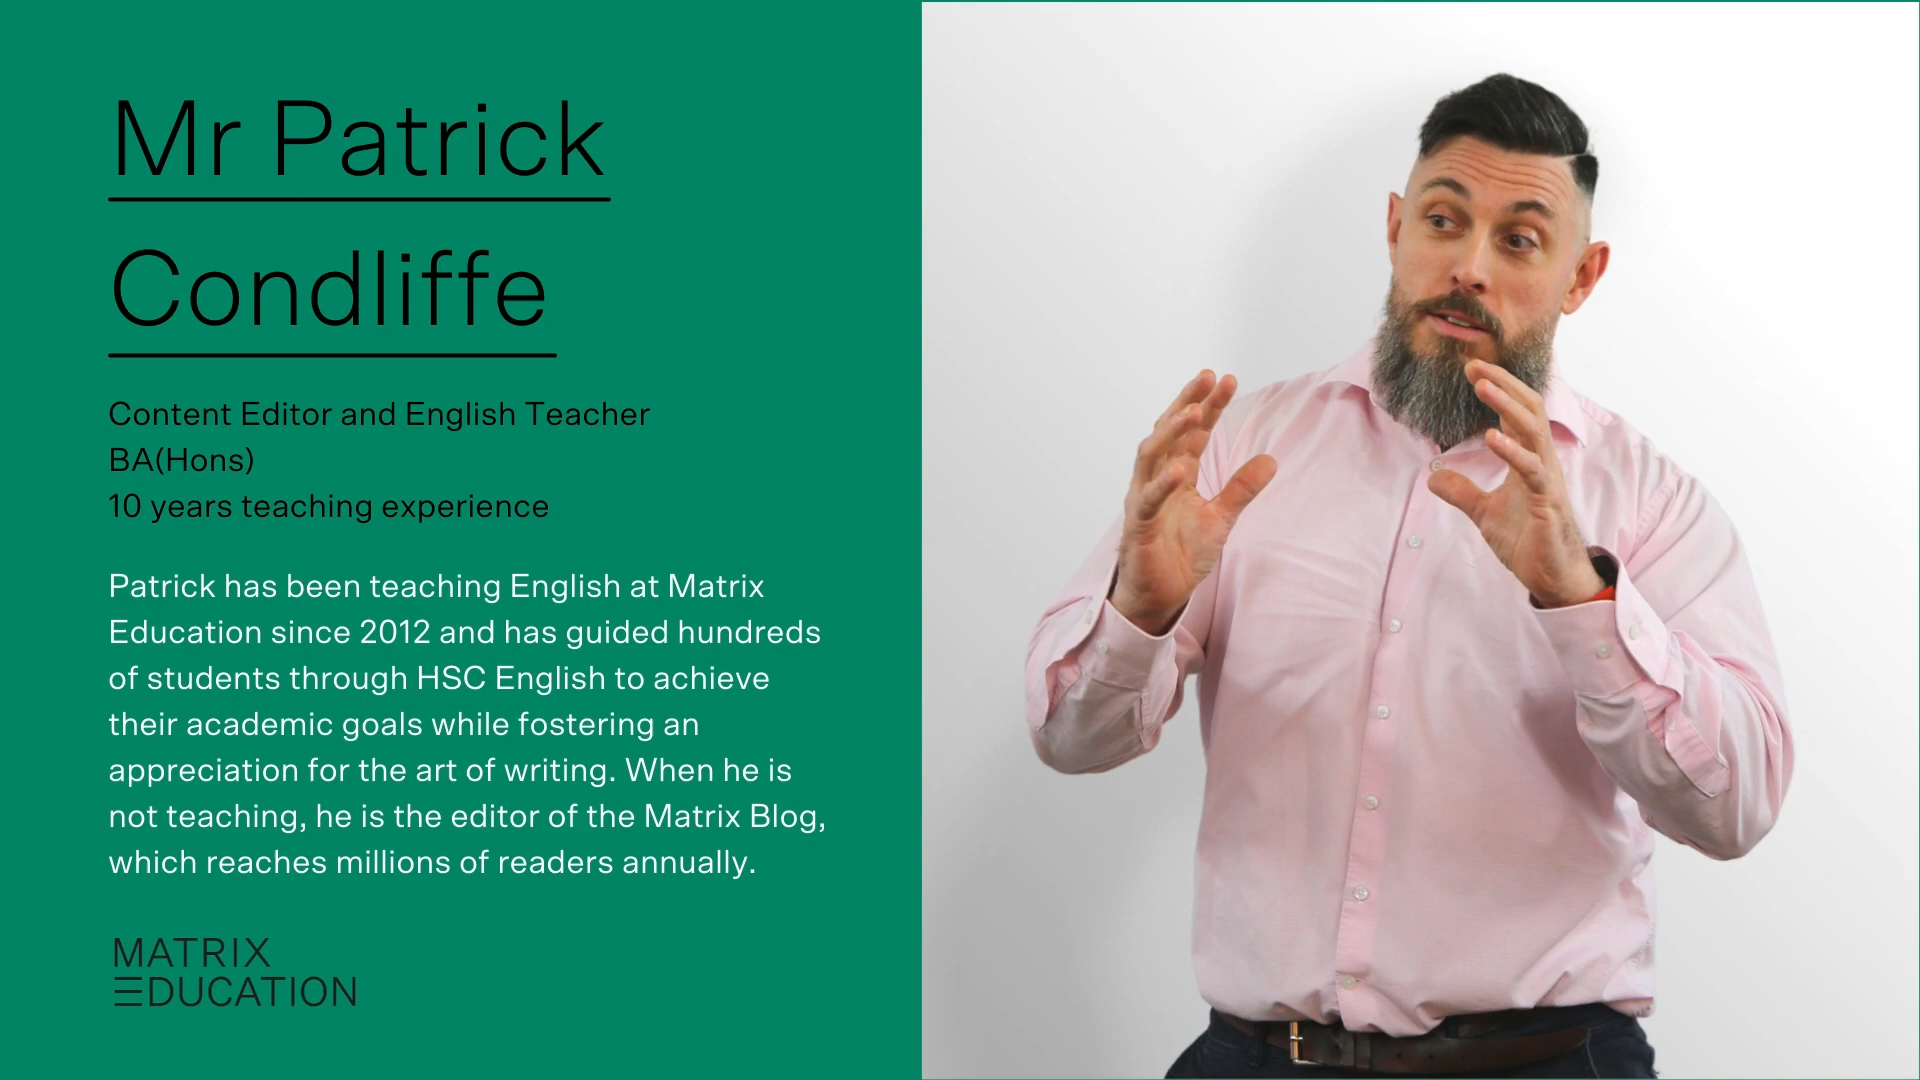 Mr Patrick
Condliffe
Content Editor and English Teacher
BA(Hons)
10 years teaching experience
Patrick has been teaching English at Matrix
Education since 2012 and has guided hundreds
of students through HSC English to achieve
their academic goals while fostering an
appreciation for the art of writing. When he is
not teaching, he is the editor of the Matrix Blog,
which reaches millions of readers annually.
MATRIX
EDUCATION